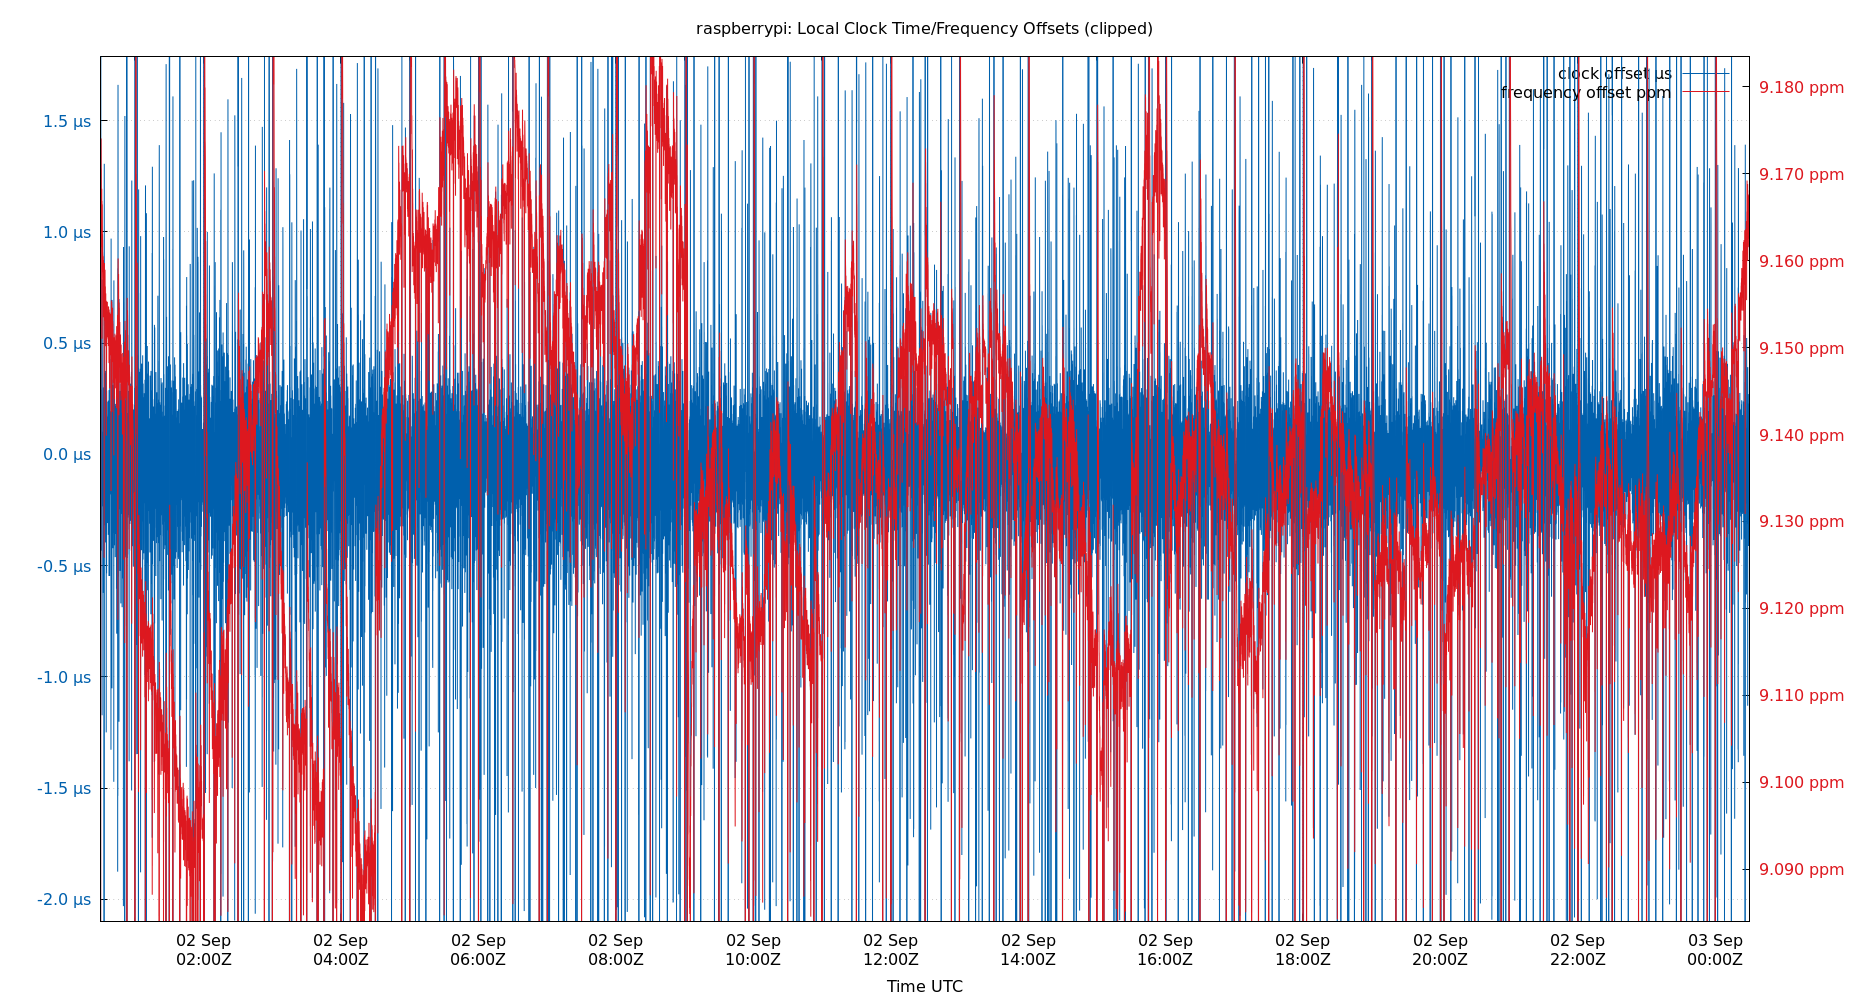 raspberrypi: Local Clock Time/Frequency Offsets (clipped)
clock offset µs
frequency offset ppm
1.5 µs
1.0 µs
0.5 µs
0.0 µs
-0.5 µs
-1.0 µs
-1.5 µs
-2.0 µs
9.180 ppm
9.170 ppm
9.160 ppm
9.150 ppm
9.140 ppm
9.130 ppm
9.120 ppm
9.110 ppm
9.100 ppm
9.090 ppm
02 Sep 02 Sep 02 Sep 02 Sep 02 Sep 02 Sep 02 Sep 02 Sep 02 Sep 02 Sep 02 Sep 03 Sep
02:00Z 04:00Z 06:00Z 08:00Z 10:00Z 12:00Z 14:00Z 16:00Z 18:00Z 20:00Z 22:00Z 00:00Z
Time UTC